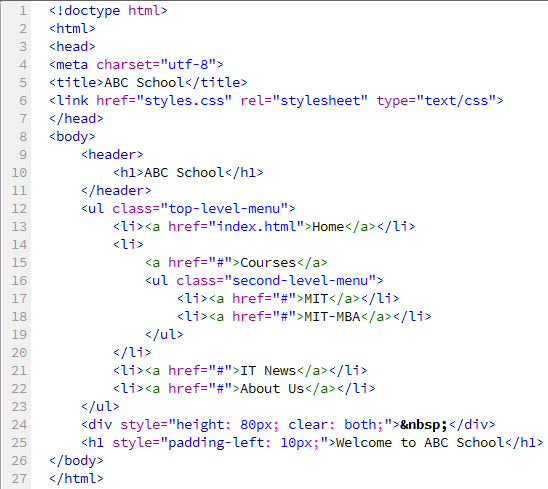 1 <!doctype html>
2 <html>
3 <head>
4 <meta charset="utf-8">
5 <title>ABC School</title>
6 <link href="styles.css" rel="stylesheet" type="text/css">
7 </head>
8 <body>
9 <header>
10 <h1>ABC School</h1>
11 </header>
12 <ul class="top-level-menu">
13 <li><a href="index.html">Home</a></li>
14 <li>
15 <a href="#">Courses</a>
16 <ul class="second-level-menu">
17 <li><a href="#">MIT</a></li>
18 <li><a href="#">MIT-MBA</a></li>
19 </ul>
20 </li>
21 <li><a href="#">IT News</a></li>
22 <li><a href="#">About Us</a></li>
23 </ul>
24 <div style="height: 80px; clear: both;">&nbsp;</div>
25 <h1 style="padding-left: 10px;">Welcome to ABC School</h1>
26 </body>
27 </html>